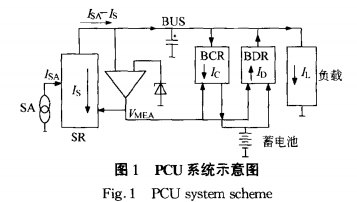 I_SA-I_S
BUS
BCR
I_C
BDR
I_D
I_L
负载
I_SA
I_S
SA
SR
V_MEA
蓄电池
图 1 PCU 系统示意图
Fig.1 PCU system scheme